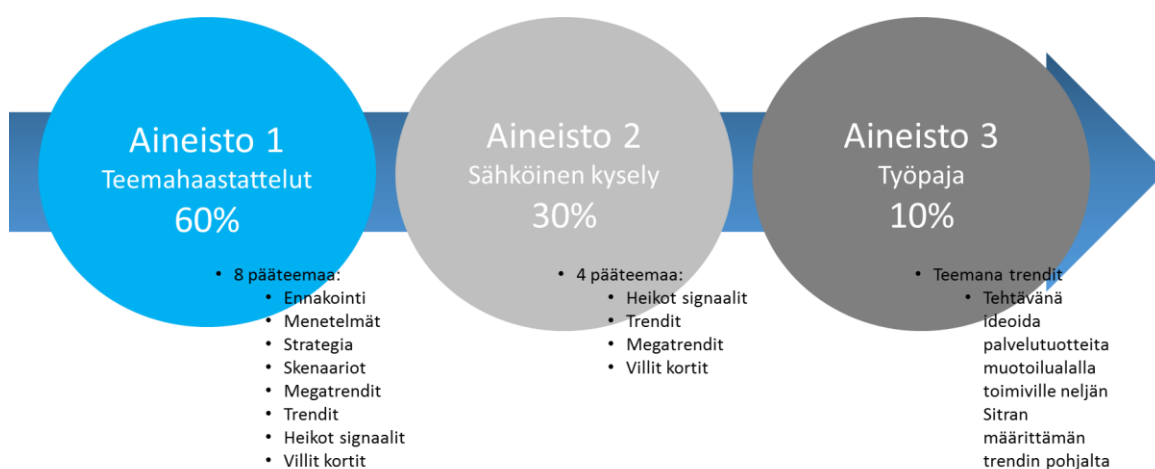 Aineisto 1
Teemahaastattelut
60%
• 8 pääteemaa:
• Ennakointi
• Menetelmät
• Strategia
• Skenaariot
• Megatrendit
• Trendit
• Heikot signaalit
• Villit kortit
Aineisto 2
Sähköinen kysely
30%
• 4 pääteemaa:
• Heikot signaalit
• Trendit
• Megatrendit
• Villit kortit
Aineisto 3
Työpaja
10%
• Teemana trendit
• Tehtävänä
ideoida
palvelutuotteita
muotoilualalla
toimiville neljän
Sitran
määrittämän
trendin pohjalta